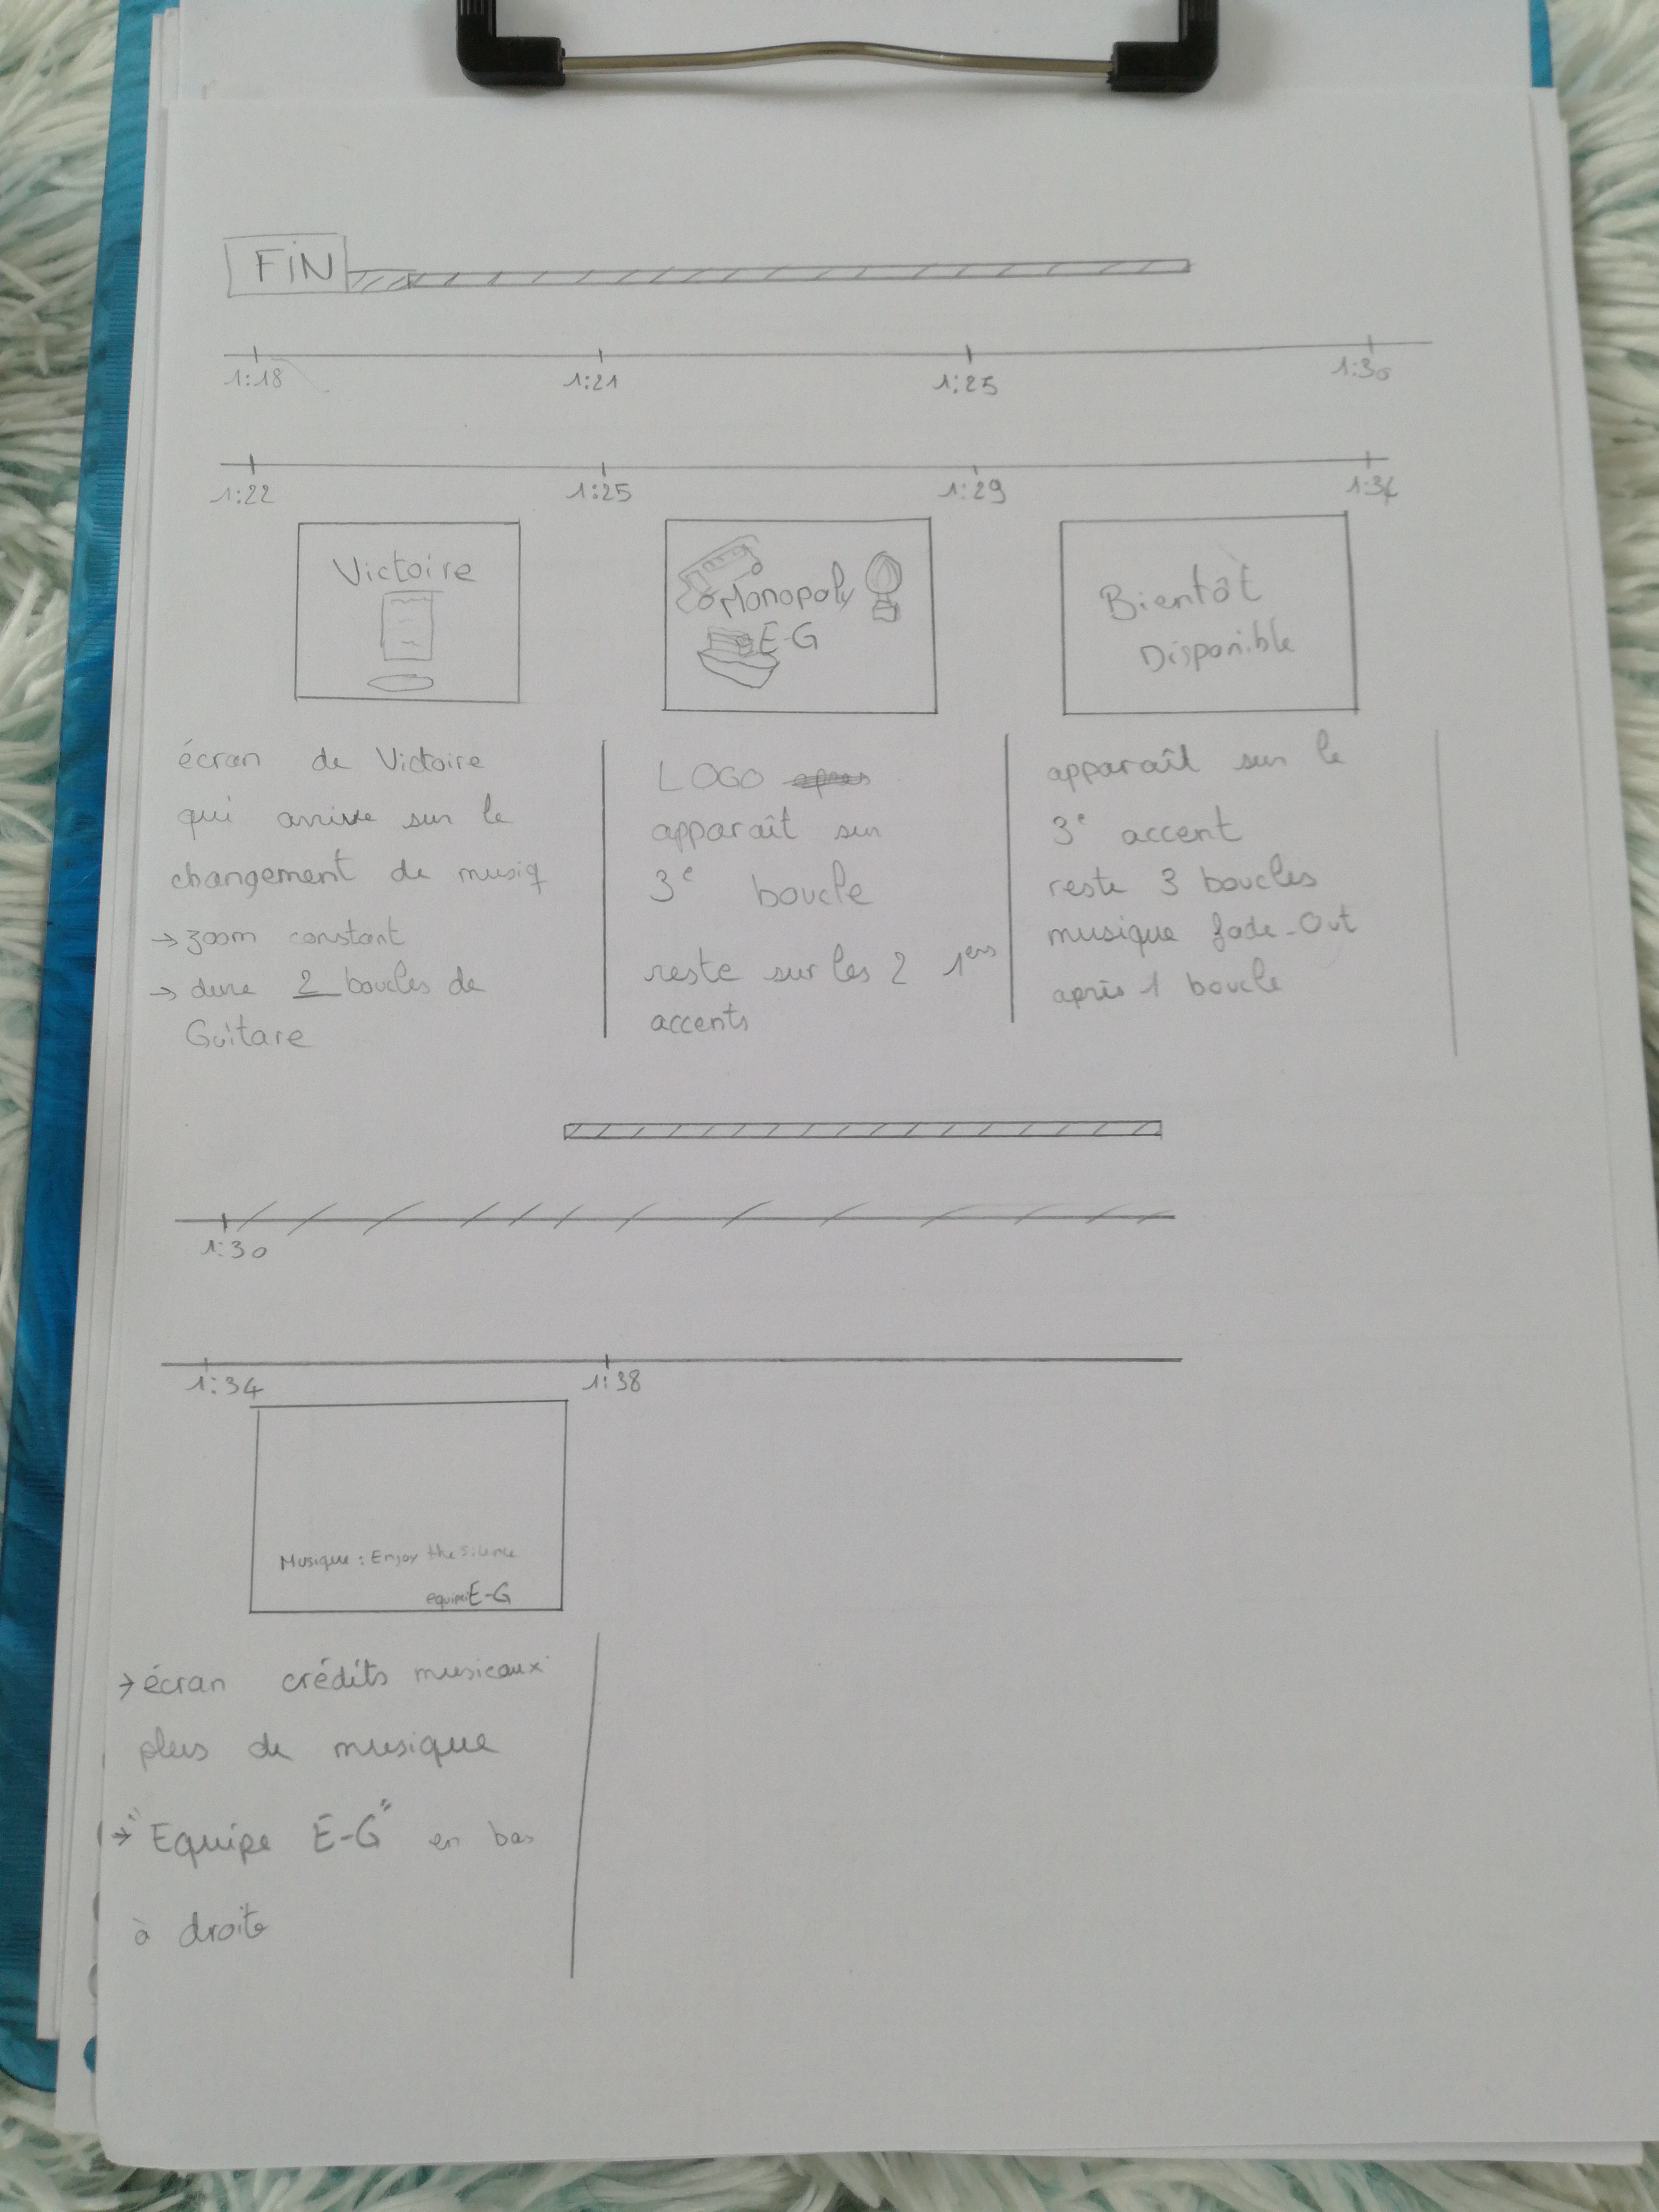 FIN
1:18 1:21 1:25 1:30
1:22 1:25 1:29 1:34
Victoire
écran de Victoire
qui arrive sur le
changement de musiq
→ zoom constant
→ dure 2 boucles de
Guitare
Monopoly
E-G
LOGO
apparaît sur
3e boucle
reste sur les 2 1ers
accents
Bientôt
Disponible
apparaît sur le
3e accent
reste 3 boucles
musique fade-Out
après 1 boucle
1:30
1:34 1:38
Musique : Enjoy the Silence
equipe E-G
→ écran crédits musicaux
plus de musique
→ "Equipe E-G" en bas
à droite